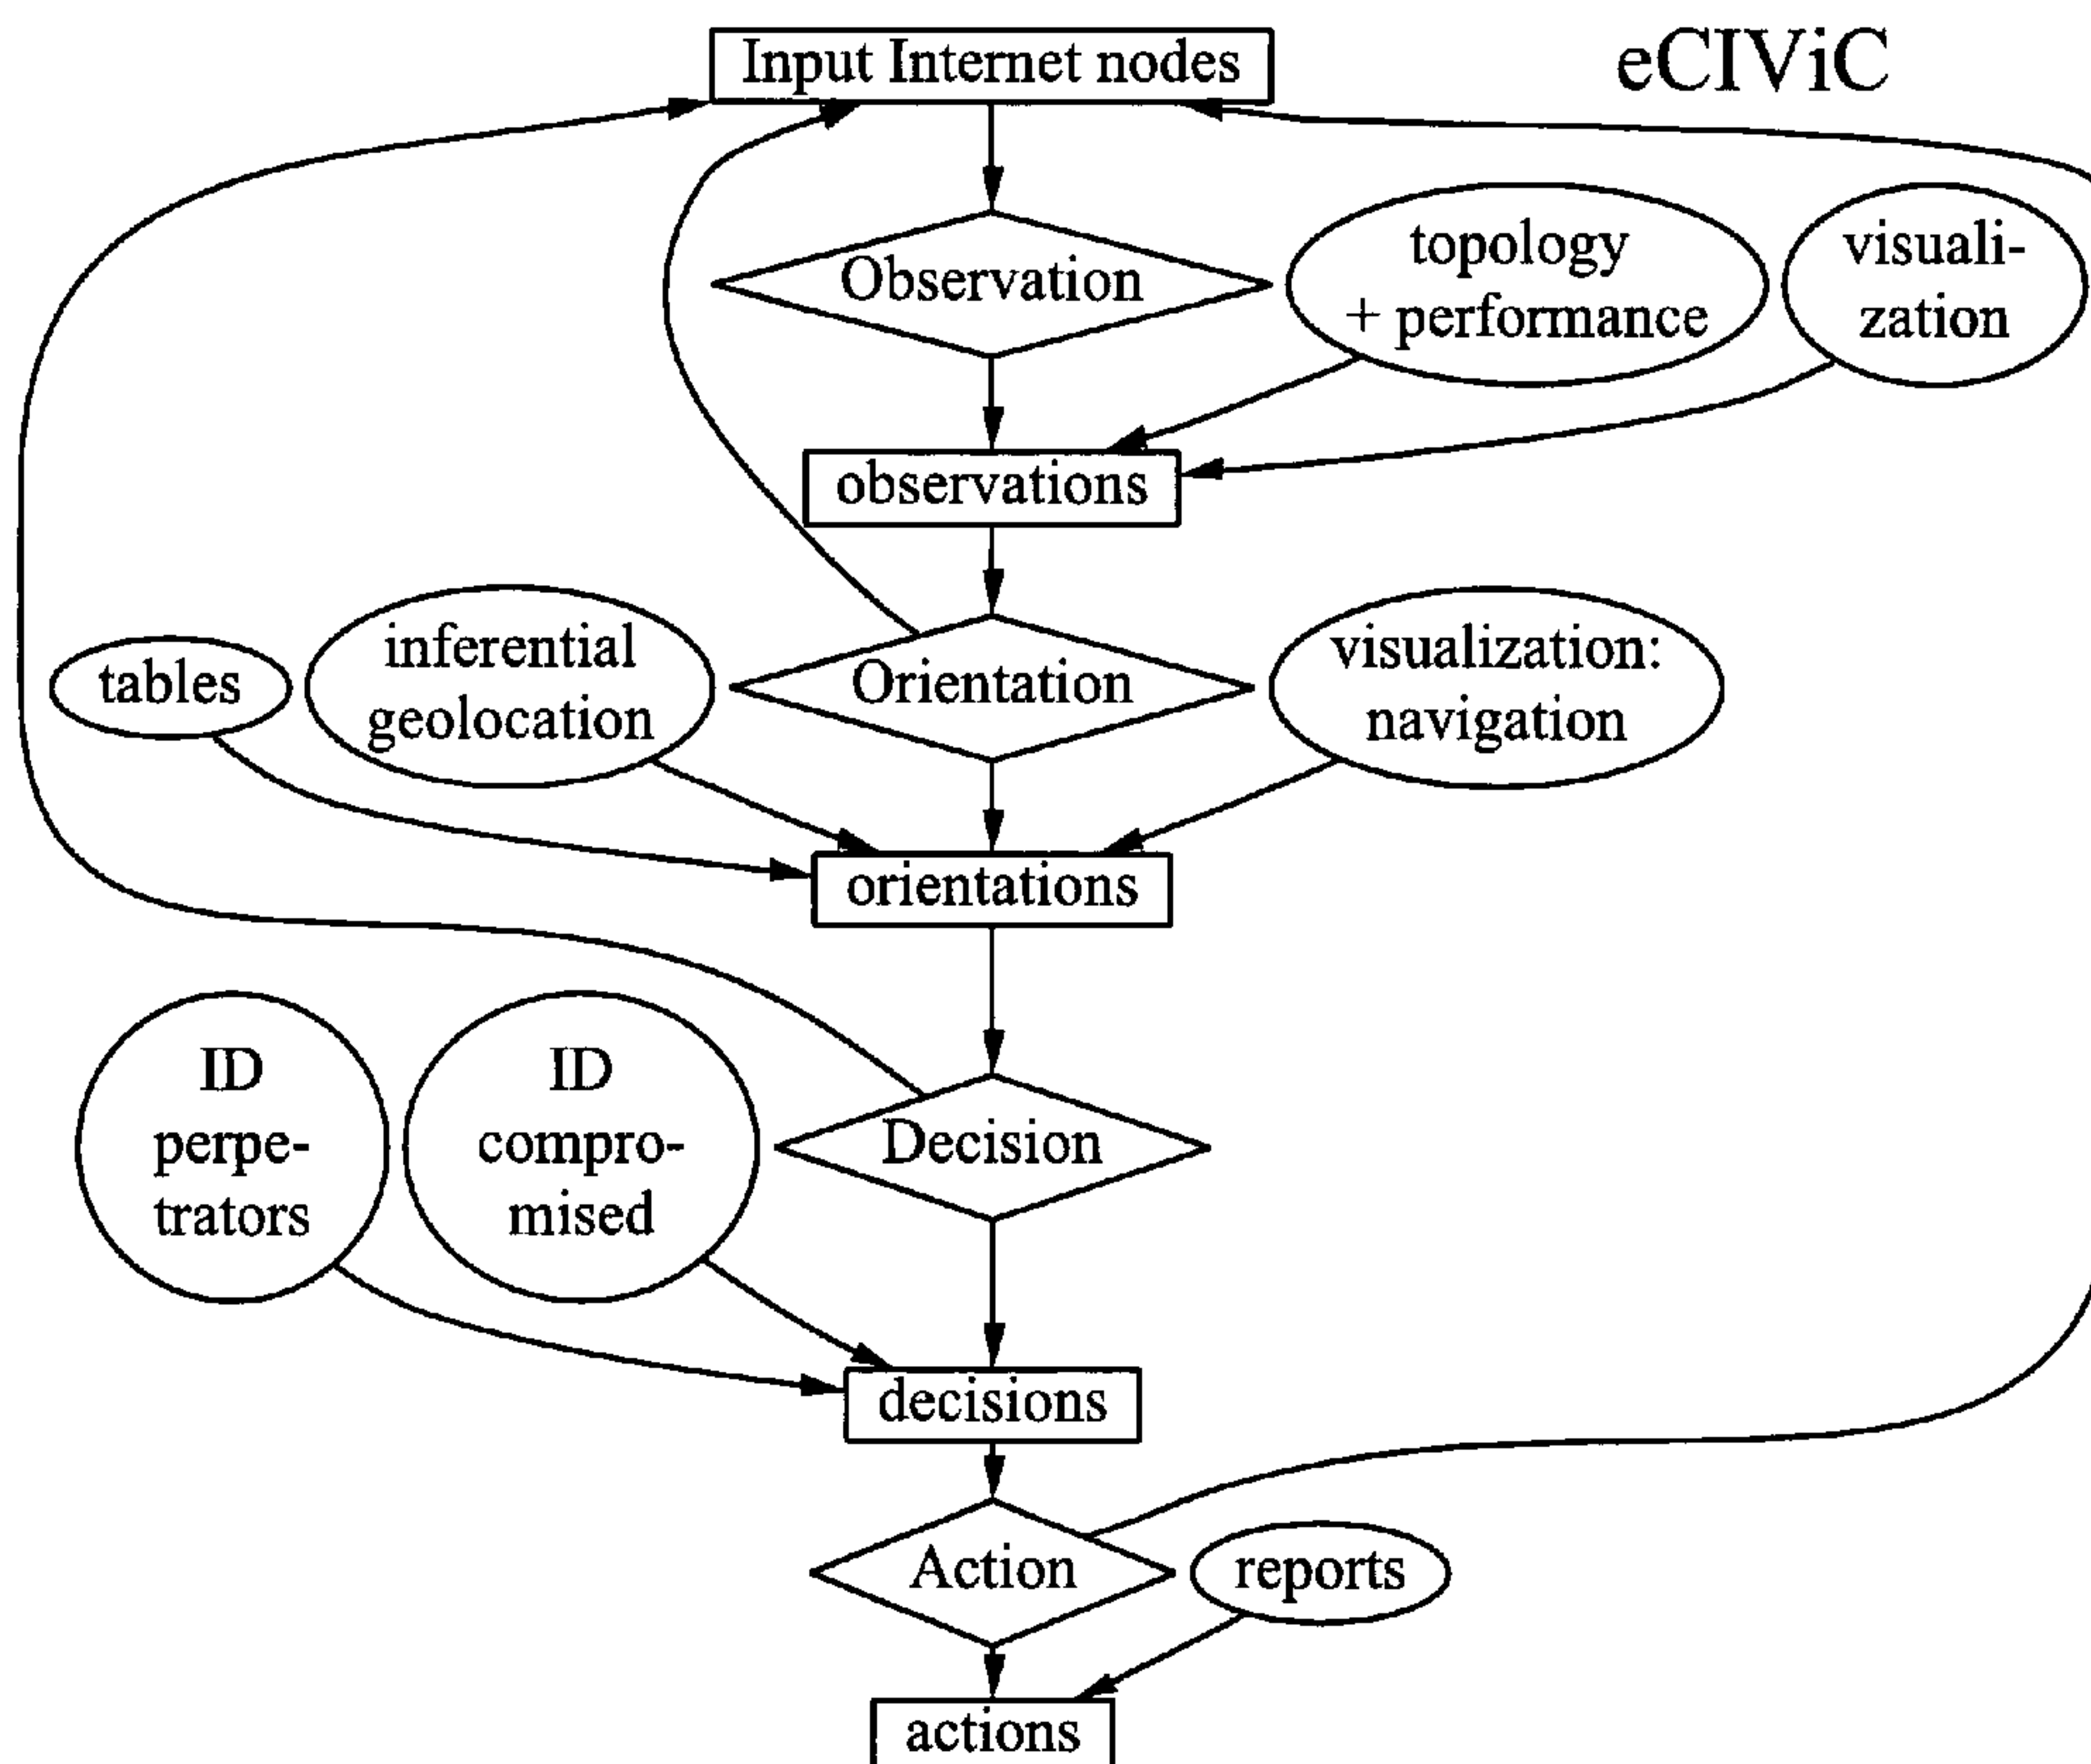 Input Internet nodes
eCIViC
Observation
topology
+ performance
visuali-
zation
observations
tables
inferential
geolocation
Orientation
visualization:
navigation
orientations
ID
perpe-
trators
ID
compro-
mised
Decision
decisions
Action
reports
actions